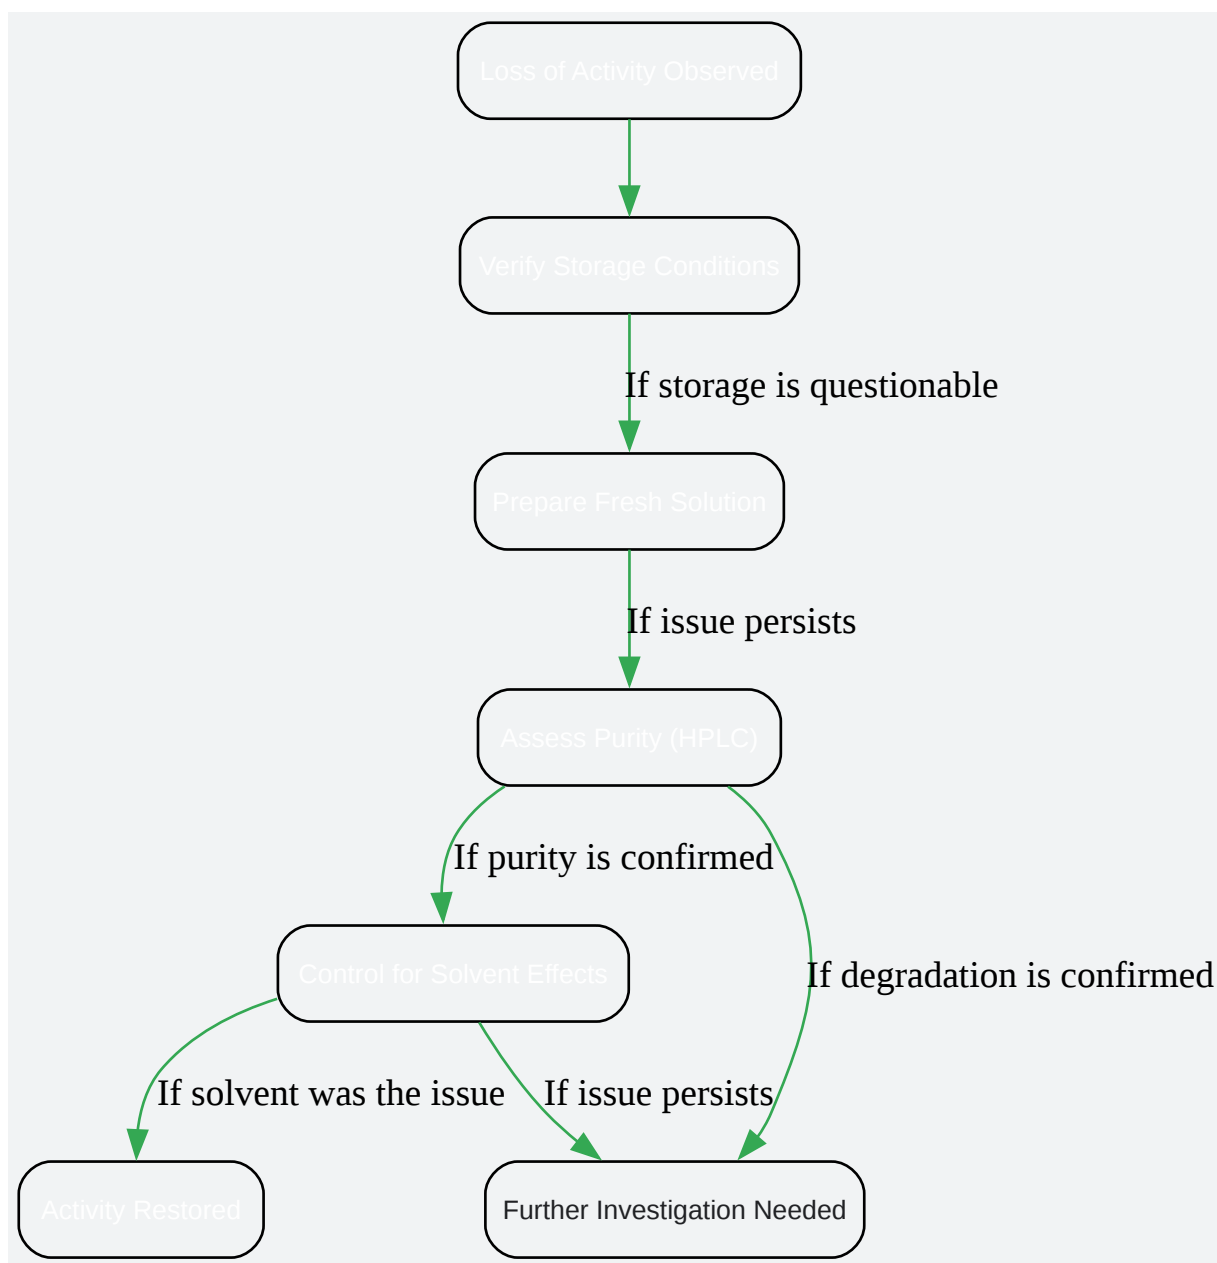 Loss of Activity Observed
Verify Storage Conditions
If storage is questionable
Prepare Fresh Solution
If issue persists
Assess Purity (HPLC)
If purity is confirmed
Control for Solvent Effects
If degradation is confirmed
If solvent was the issue
If issue persists
Activity Restored
Further Investigation Needed